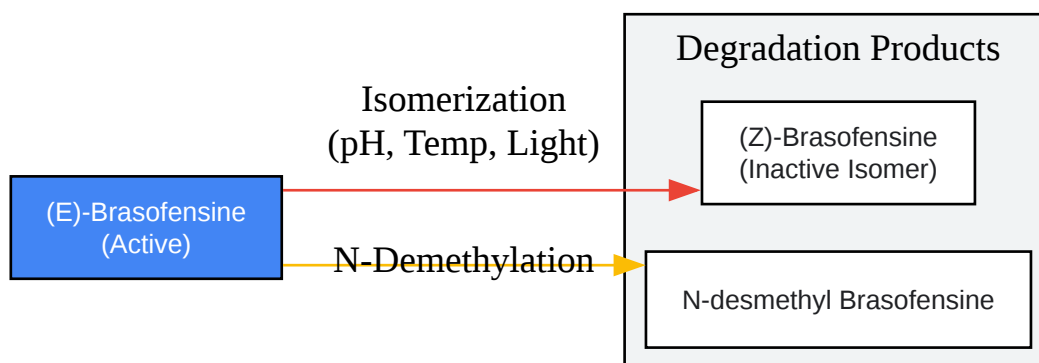 Degradation Products
Isomerization
(pH, Temp, Light)
(Z)-Brasofensine
(Inactive Isomer)
(E)-Brasofensine
(Active)
N-Demethylation
N-desmethyl Brasofensine